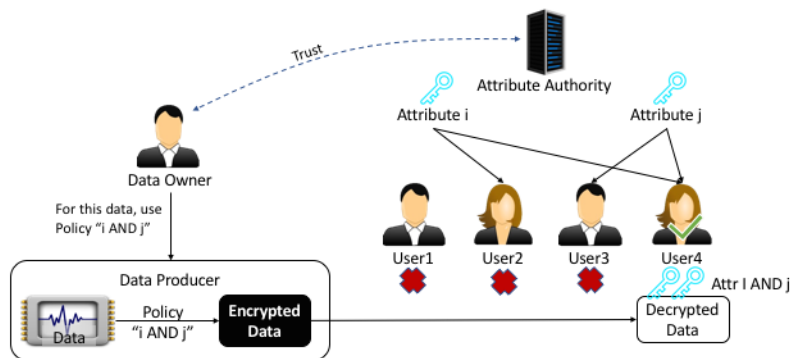 Trust
Attribute Authority
Attribute i
Attribute j
Data Owner
For this data, use
Policy “i AND j”
User1
User2
User3
User4
Data Producer
Attr I AND j
Data
Policy
“i AND j”
Encrypted
Data
Decrypted
Data